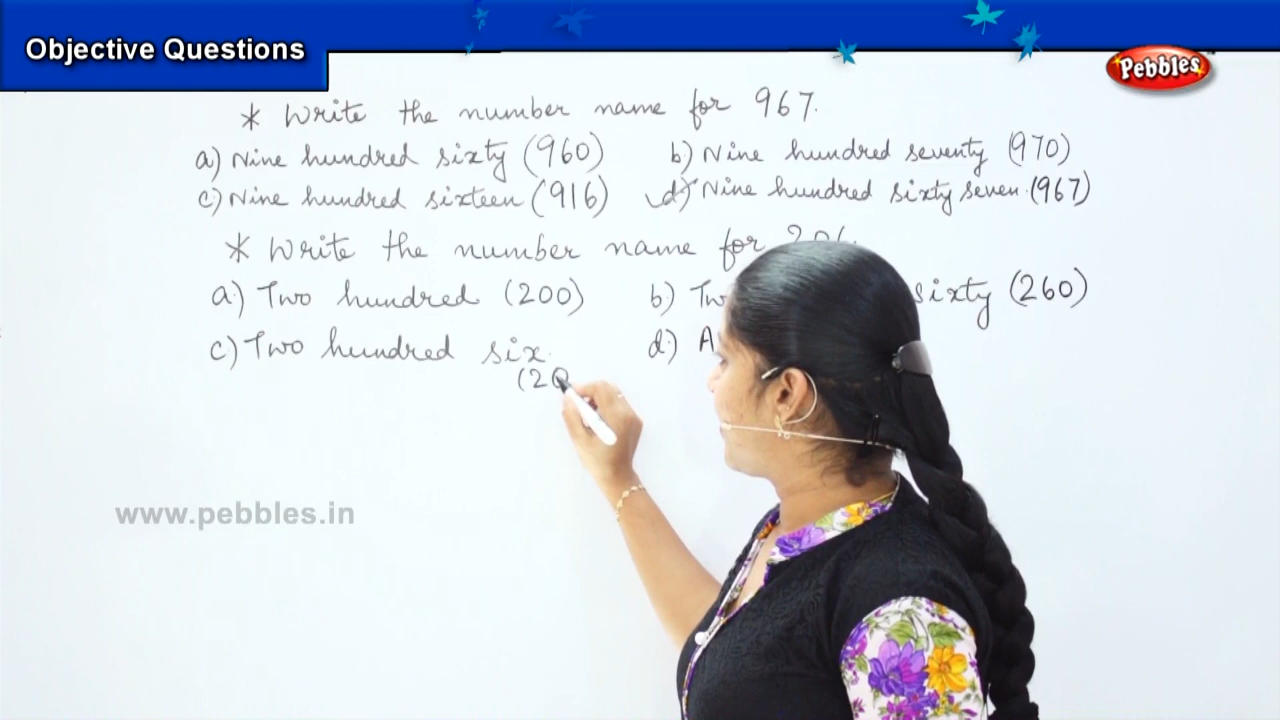 Objective Questions
Pebbles
* Write the number name for 967.
a) Nine hundred sixty (960) b) Nine hundred seventy (970)
c) Nine hundred sixteen (916) d) Nine hundred sixty seven. (967)
* Write the number name for
a.) Two hundred (200) b.) sixty (260)
c) Two hundred six. d.)
(20
www.pebbles.in